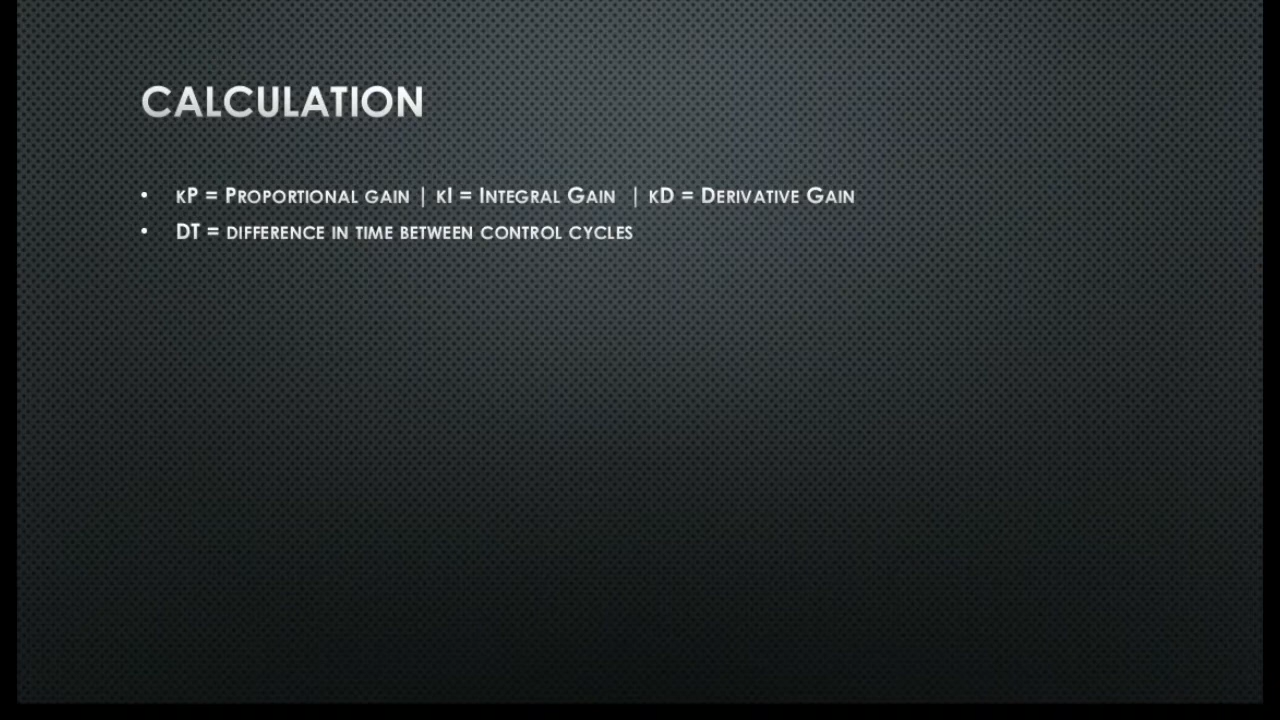 CALCULATION
• kP = Proportional gain | kI = Integral Gain | kD = Derivative Gain
• DT = difference in time between control cycles